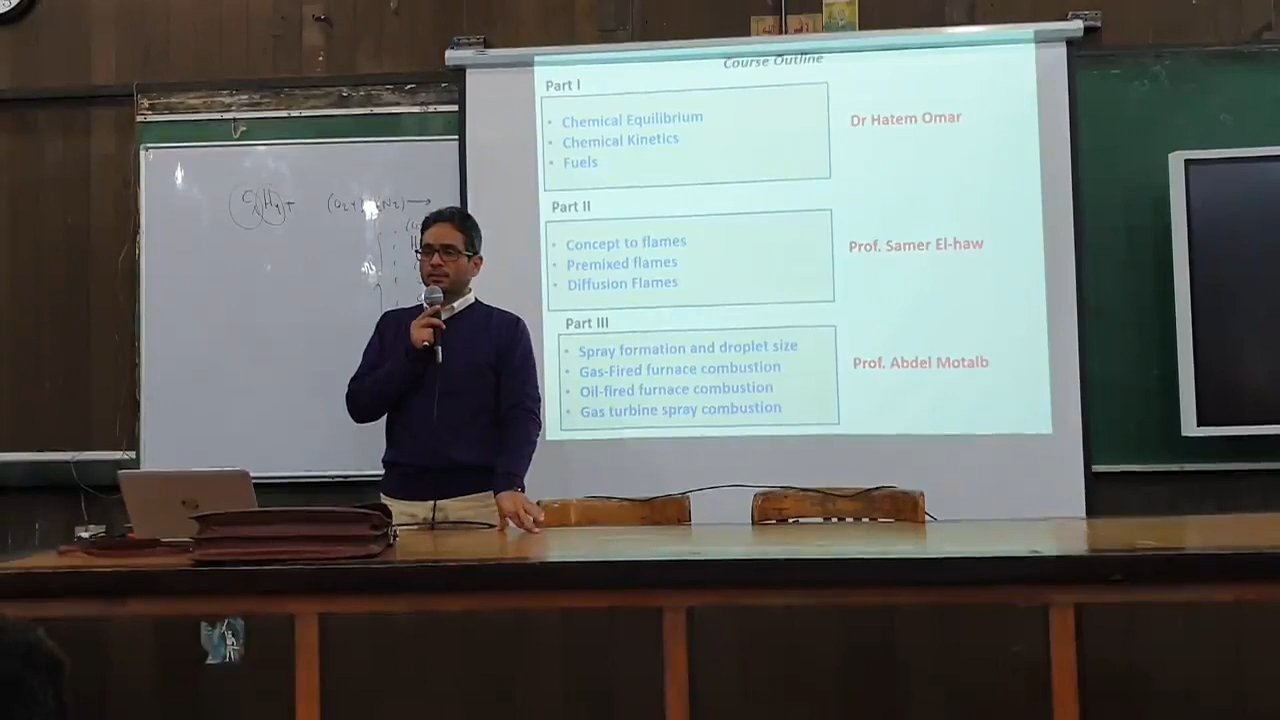 Course Outline
Part I
• Chemical Equilibrium
• Chemical Kinetics
• Fuels
Dr Hatem Omar
Part II
• Concept to flames
• Premixed flames
• Diffusion Flames
Prof. Samer El-haw
Part III
• Spray formation and droplet size
• Gas-Fired furnace combustion
• Oil-fired furnace combustion
• Gas turbine spray combustion
Prof. Abdel Motalb